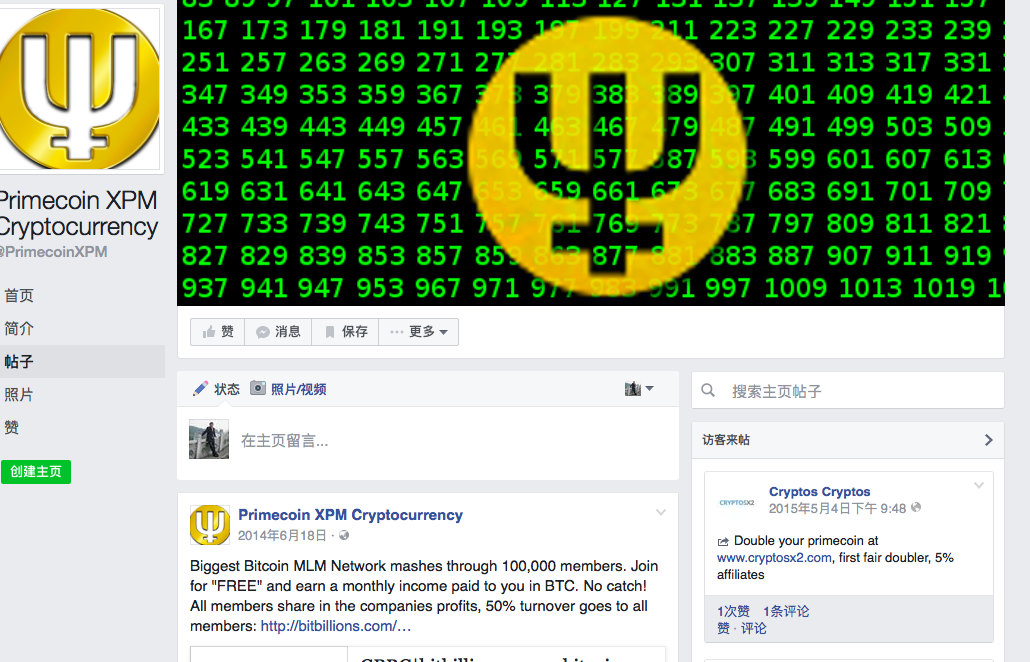 167 173 179 181 191 193 197 199 211 223 227 229 233 239
251 257 263 269 271 277 281 283 293 307 311 313 317 331
347 349 353 359 367 373 379 383 389 397 401 409 419 421
433 439 443 449 457 461 463 467 479 487 491 499 503 509
523 541 547 557 563 569 571 577 587 593 599 601 607 613
619 631 641 643 647 653 659 661 673 677 683 691 701 709
727 733 739 743 751 757 761 769 773 787 797 809 811 821
827 829 839 853 857 859 863 877 881 883 887 907 911 919
937 941 947 953 967 971 977 983 991 997 1009 1013 1019
Primecoin XPM
Cryptocurrency
@PrimecoinXPM
首页
简介
帖子
照片
赞
创建主页
赞 消息 保存 ··· 更多
状态 照片/视频
在主页留言...
Primecoin XPM Cryptocurrency
2014年6月18日 ·
Biggest Bitcoin MLM Network mashes through 100,000 members. Join
for "FREE" and earn a monthly income paid to you in BTC. No catch!
All members share in the companies profits, 50% turnover goes to all
members: http://bitbillions.com/…
搜索主页帖子
访客来帖
CRYPTOSX2
Cryptos Cryptos
2015年5月4日下午 9:48
Double your primecoin at
www.cryptosx2.com, first fair doubler, 5%
affiliates
1次赞 1条评论
赞 · 评论